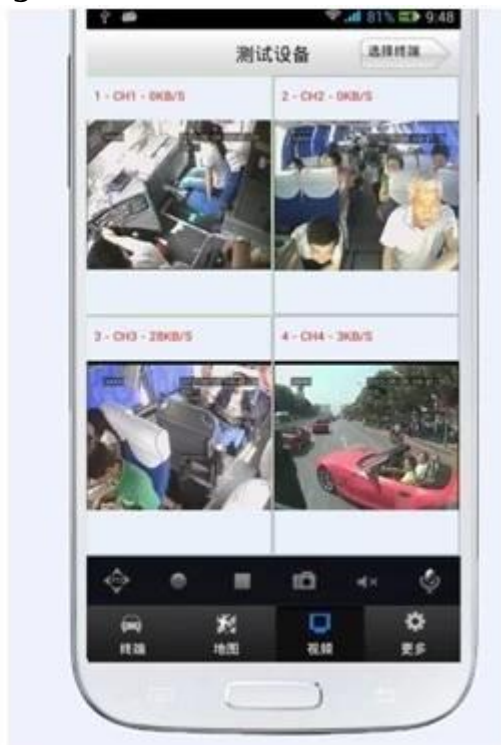 81% 9:48
测试设备
选择终端
1 - CH1 - 0KB/S
2 - CH2 - 0KB/S
3 - CH3 - 28KB/S
4 - CH4 - 3KB/S
终端
地图
视频
更多